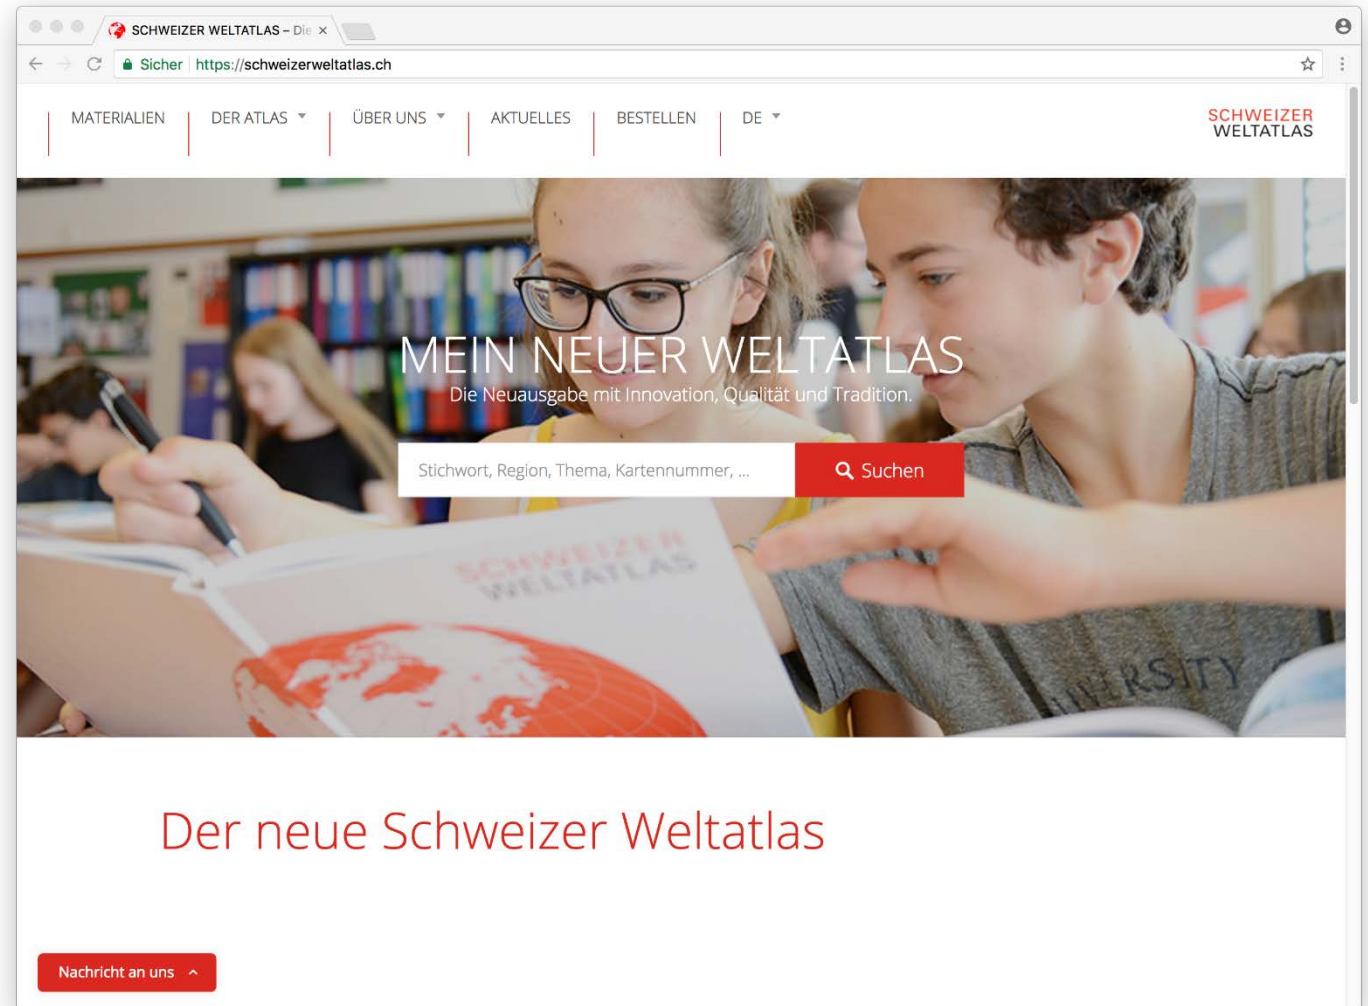 SCHWEIZER WELTATLAS – Die
Sicher https://schweizerweltatlas.ch
MATERIALIEN DER ATLAS ÜBER UNS AKTUELLES BESTELLEN DE
SCHWEIZER
WELTATLAS
MEIN NEUER WELTATLAS
Die Neuausgabe mit Innovation, Qualität und Tradition.
Stichwort, Region, Thema, Kartennummer, ...
Suchen
SCHWEIZER
WELTATLAS
Der neue Schweizer Weltatlas
Nachricht an uns